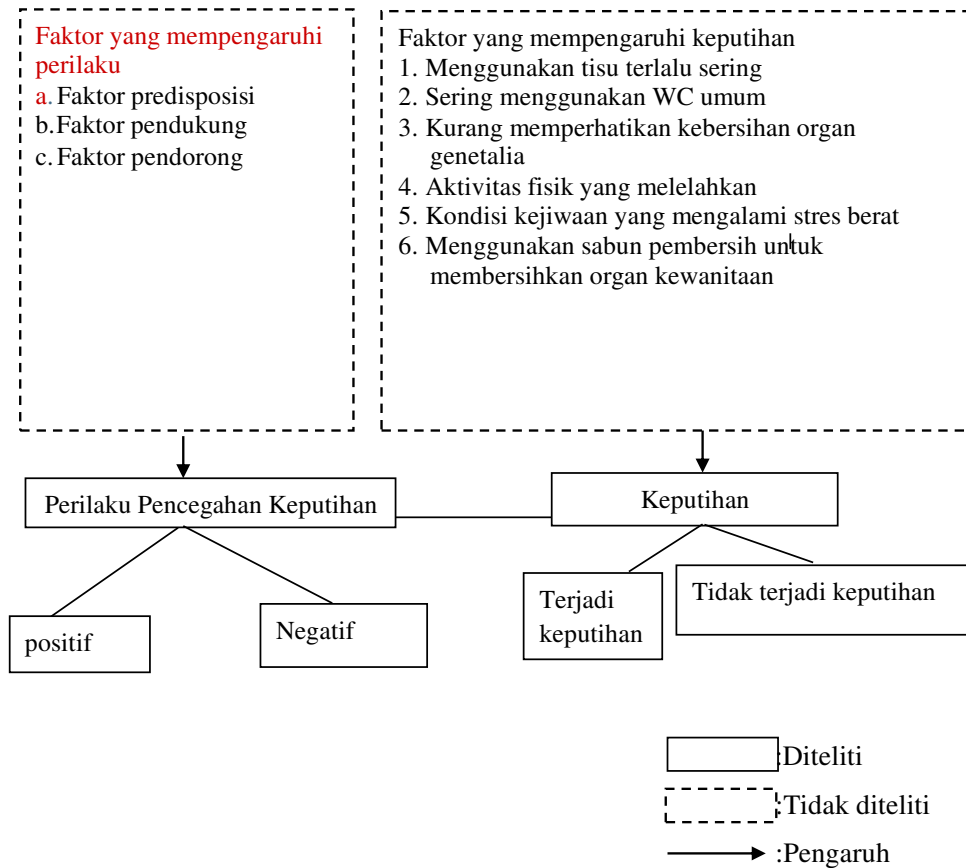 Faktor yang mempengaruhi
perilaku
a. Faktor predisposisi
b. Faktor pendukung
c. Faktor pendorong
Faktor yang mempengaruhi keputihan
1. Menggunakan tisu terlalu sering
2. Sering menggunakan WC umum
3. Kurang memperhatikan kebersihan organ
genetalia
4. Aktivitas fisik yang melelahkan
5. Kondisi kejiwaan yang mengalami stres berat
6. Menggunakan sabun pembersih untuk
membersihkan organ kewanitaan
Perilaku Pencegahan Keputihan
Keputihan
positif
Negatif
Terjadi
keputihan
Tidak terjadi keputihan
:Diteliti
:Tidak diteliti
:Pengaruh